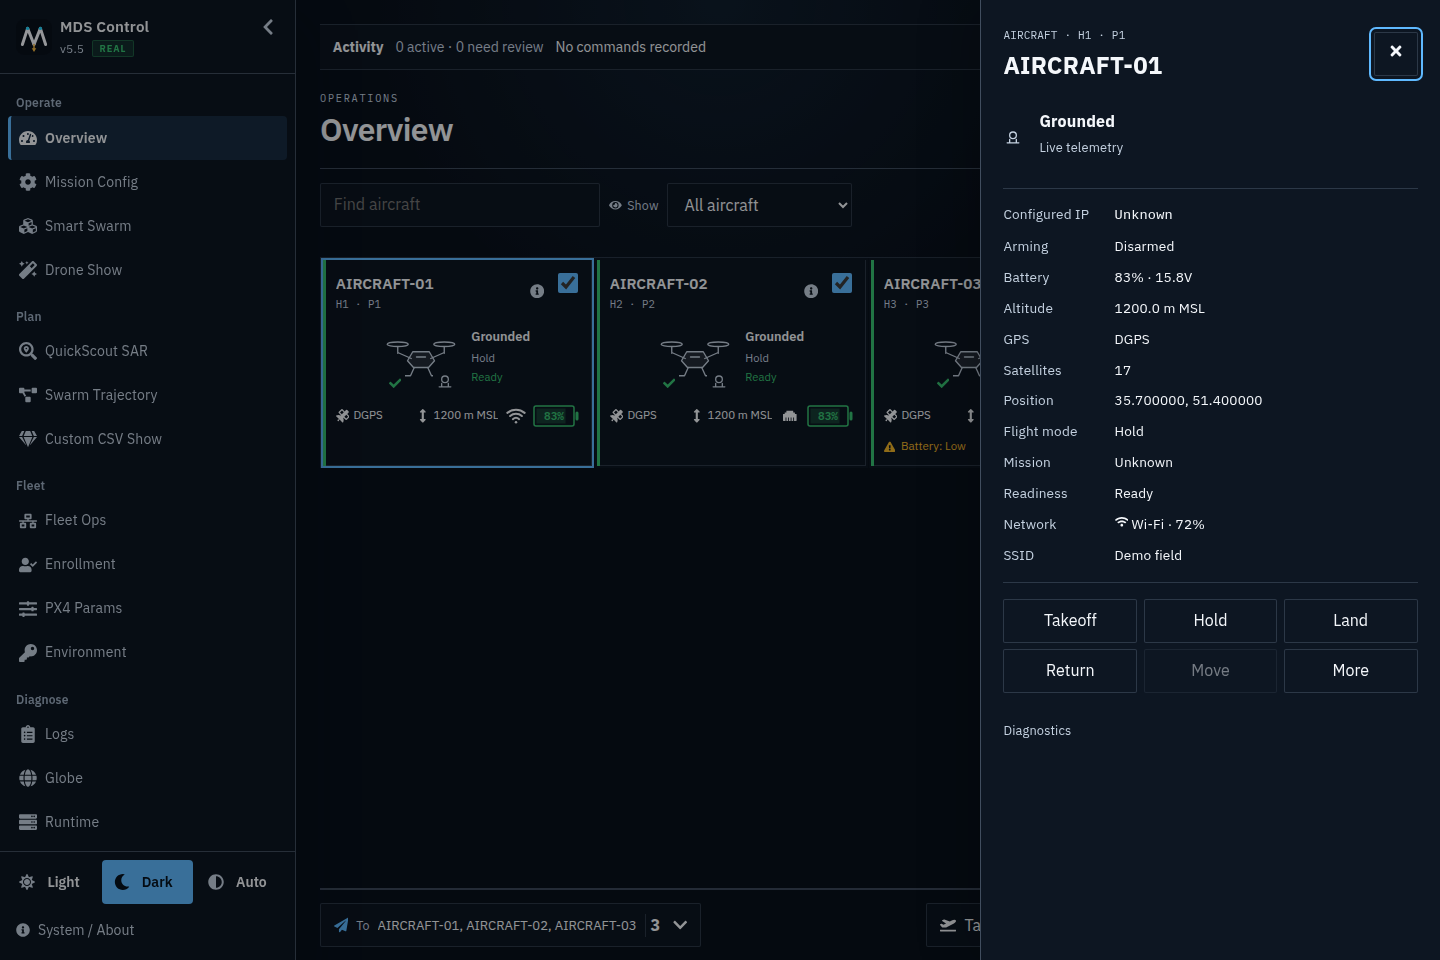 MDS Control
v5.5 REAL
Operate
Overview
Mission Config
Smart Swarm
Drone Show
Plan
QuickScout SAR
Swarm Trajectory
Custom CSV Show
Fleet
Fleet Ops
Enrollment
PX4 Params
Environment
Diagnose
Logs
Globe
Runtime
Light Dark Auto
System / About
Activity 0 active · 0 need review No commands recorded
OPERATIONS
Overview
Find aircraft Show All aircraft
AIRCRAFT-01
H1 · P1
Grounded
Hold
Ready
DGPS 1200 m MSL 83%
AIRCRAFT-02
H2 · P2
Grounded
Hold
Ready
DGPS 1200 m MSL 83%
AIRCRAFT-03
H3 · P3
DGPS
Battery: Low
To AIRCRAFT-01, AIRCRAFT-02, AIRCRAFT-03 3
Ta
AIRCRAFT · H1 · P1
AIRCRAFT-01
Grounded
Live telemetry
Configured IP Unknown
Arming Disarmed
Battery 83% · 15.8V
Altitude 1200.0 m MSL
GPS DGPS
Satellites 17
Position 35.700000, 51.400000
Flight mode Hold
Mission Unknown
Readiness Ready
Network Wi-Fi · 72%
SSID Demo field
Takeoff Hold Land
Return Move More
Diagnostics